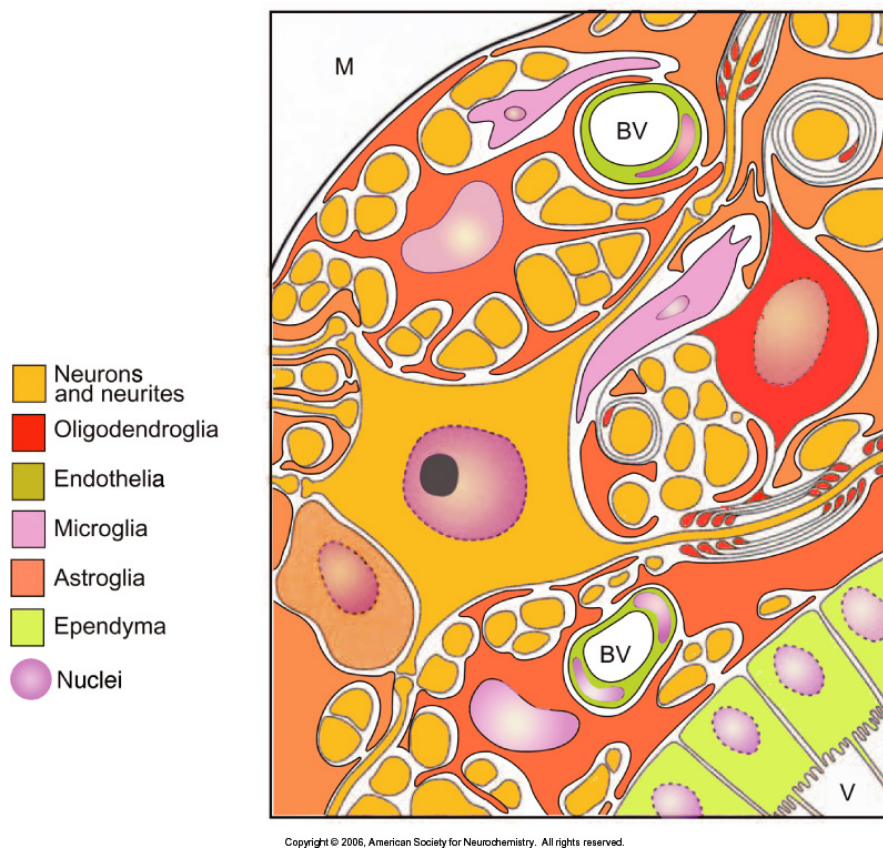 M
BV
Neurons
and neurites
Oligodendroglia
Endothelia
Microglia
Astroglia
Ependyma
Nuclei
BV
V
Copyright © 2006, American Society for Neurochemistry. All rights reserved.